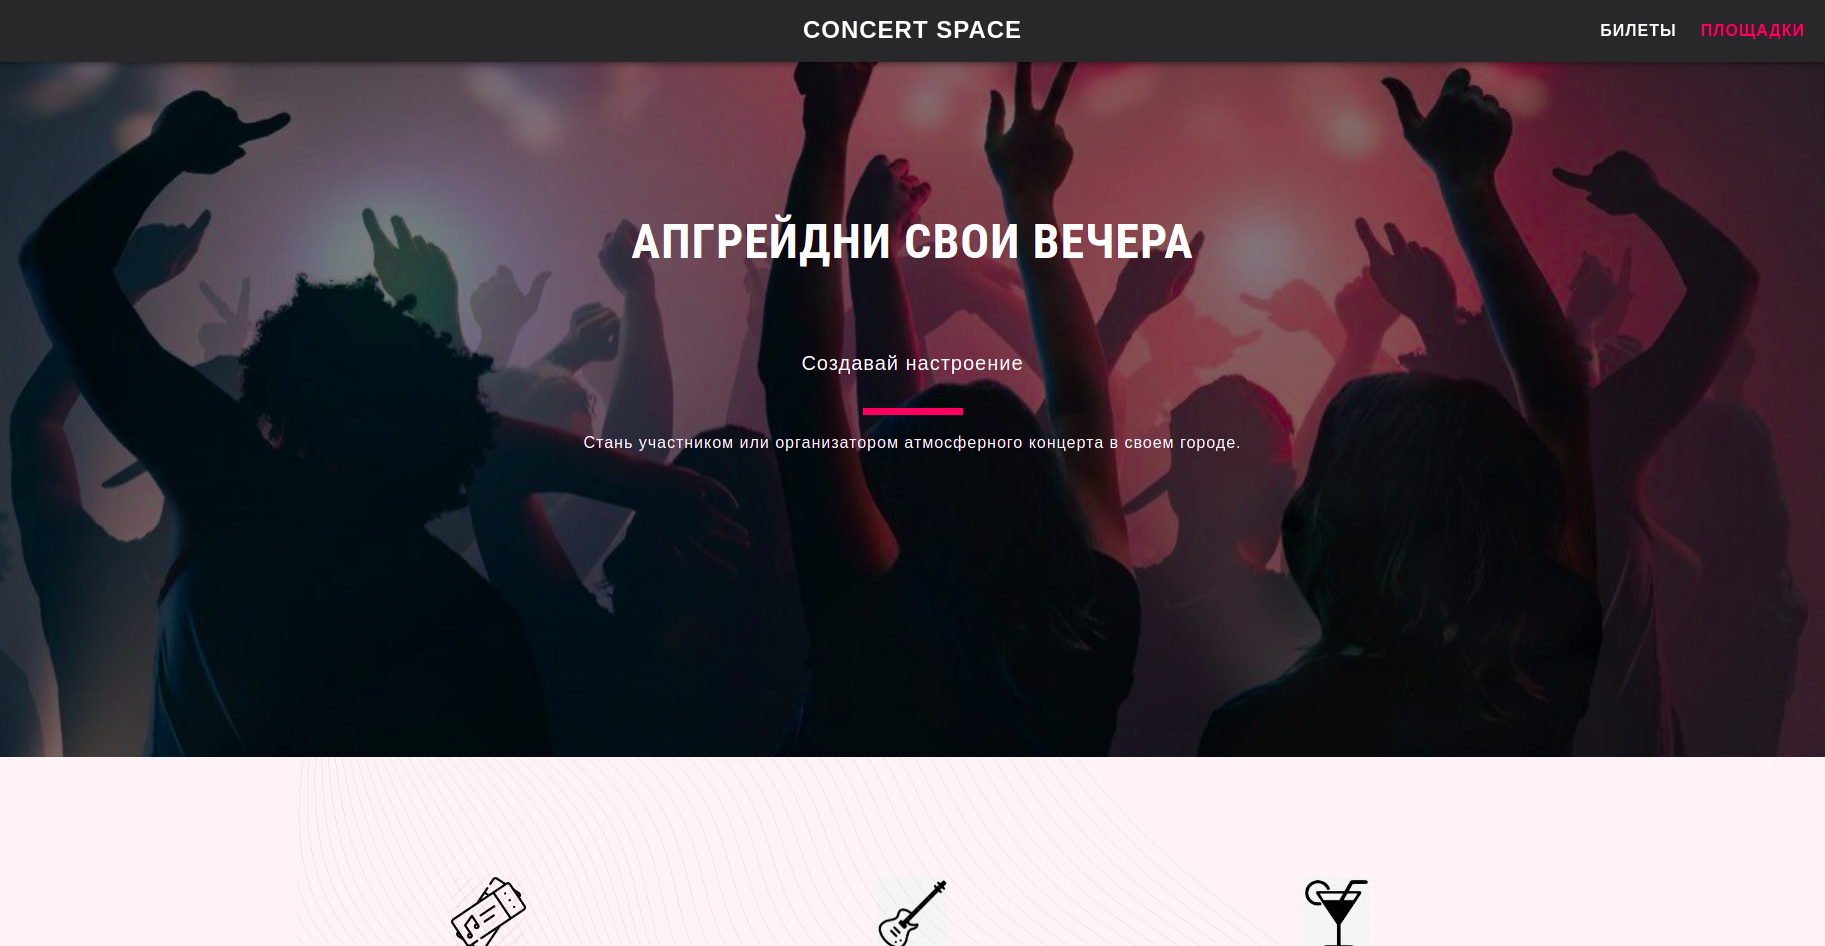 CONCERT SPACE
БИЛЕТЫ ПЛОЩАДКИ
АПГРЕЙДНИ СВОИ ВЕЧЕРА
Создавай настроение
Стань участником или организатором атмосферного концерта в своем городе.